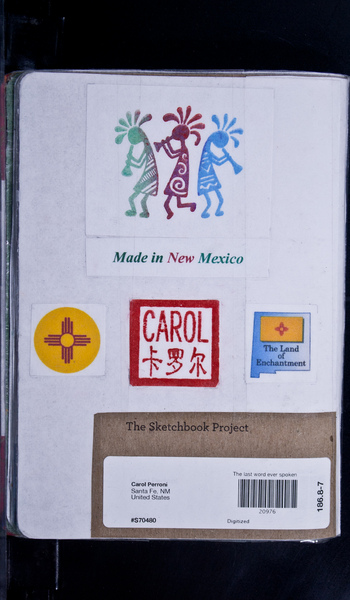 Made in New Mexico
CAROL
卡罗尔
The Land
of
Enchantment
The Sketchbook Project
The last word ever spoken
Carol Perroni
Santa Fe, NM
United States
20976
#S70480
Digitized
186.8-7